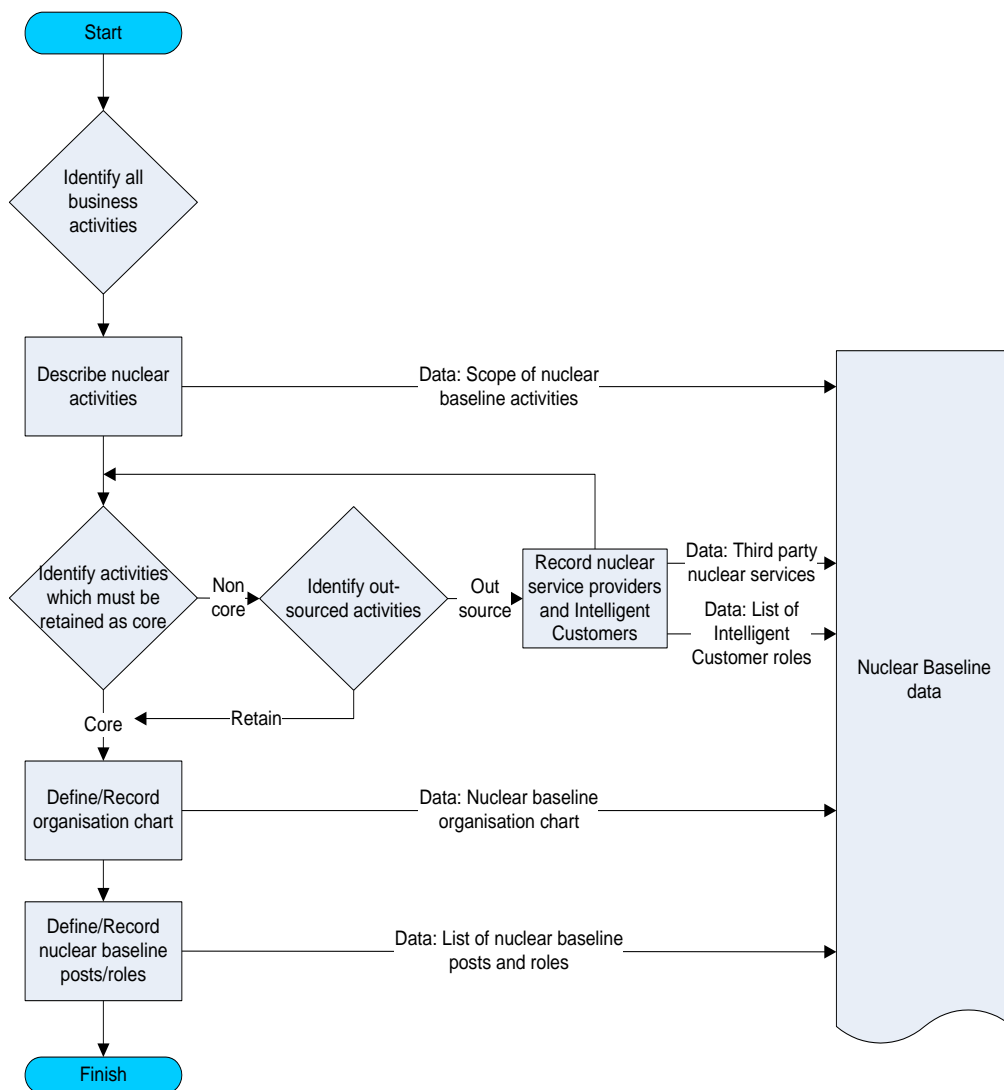 Start
Identify all
business
activities
Describe nuclear
activities
Data: Scope of nuclear
baseline activities
Identify activities
which must be
retained as core
Non
core
Identify out-
sourced activities
Out
source
Record nuclear
service providers
and Intelligent
Customers
Data: Third party
nuclear services
Data: List of
Intelligent
Customer roles
Nuclear Baseline
data
Core
Retain
Define/Record
organisation chart
Data: Nuclear baseline
organisation chart
Define/Record
nuclear baseline
posts/roles
Data: List of nuclear baseline
posts and roles
Finish